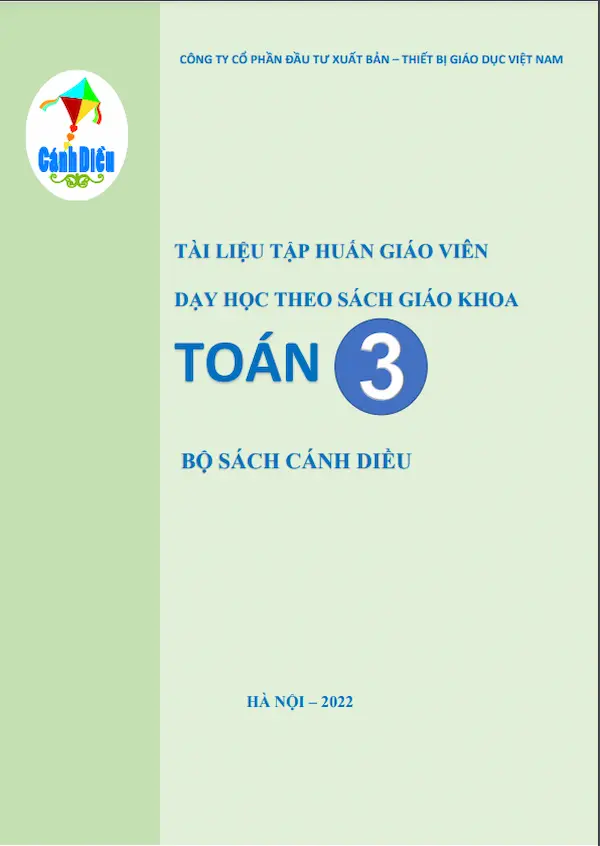 CÔNG TY CỔ PHẦN ĐẦU TƯ XUẤT BẢN – THIẾT BỊ GIÁO DỤC VIỆT NAM
Cánh Diều
TÀI LIỆU TẬP HUẤN GIÁO VIÊN
DẠY HỌC THEO SÁCH GIÁO KHOA
TOÁN 3
BỘ SÁCH CÁNH DIỀU
HÀ NỘI – 2022